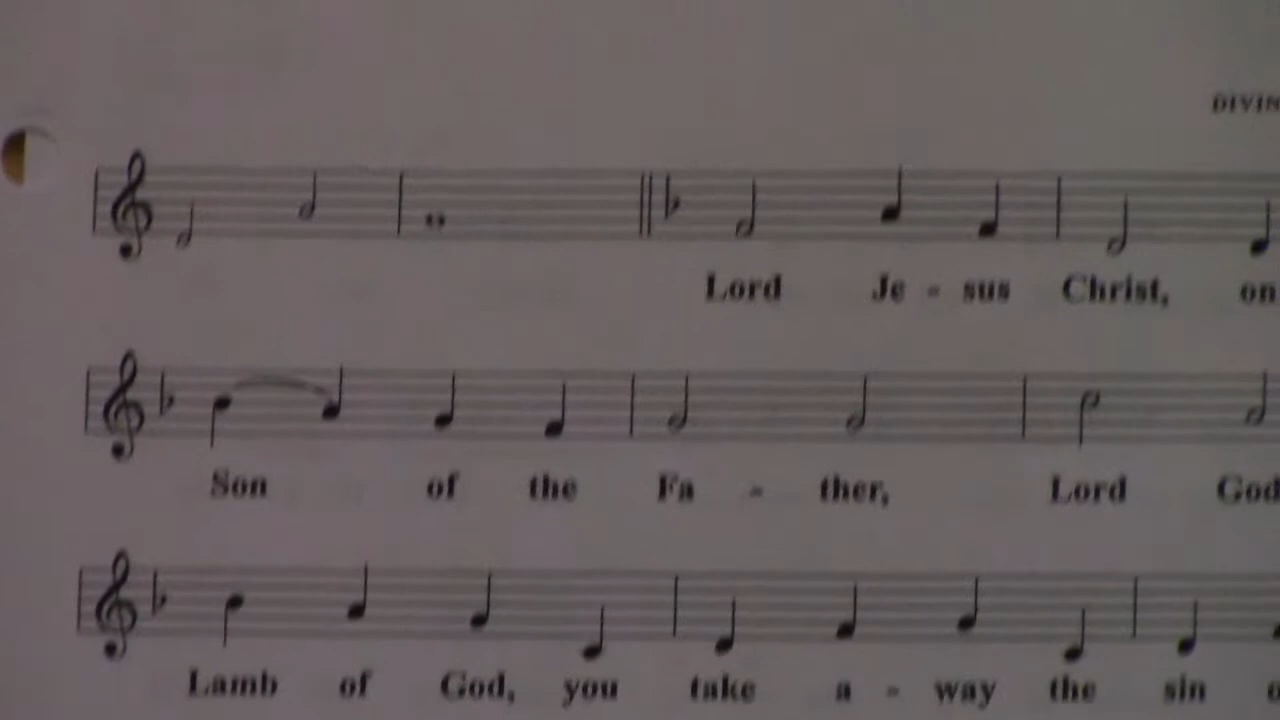 DIVIN
Lord Je - sus Christ, on
Son of the Fa - ther, Lord God
Lamb of God, you take a - way the sin o